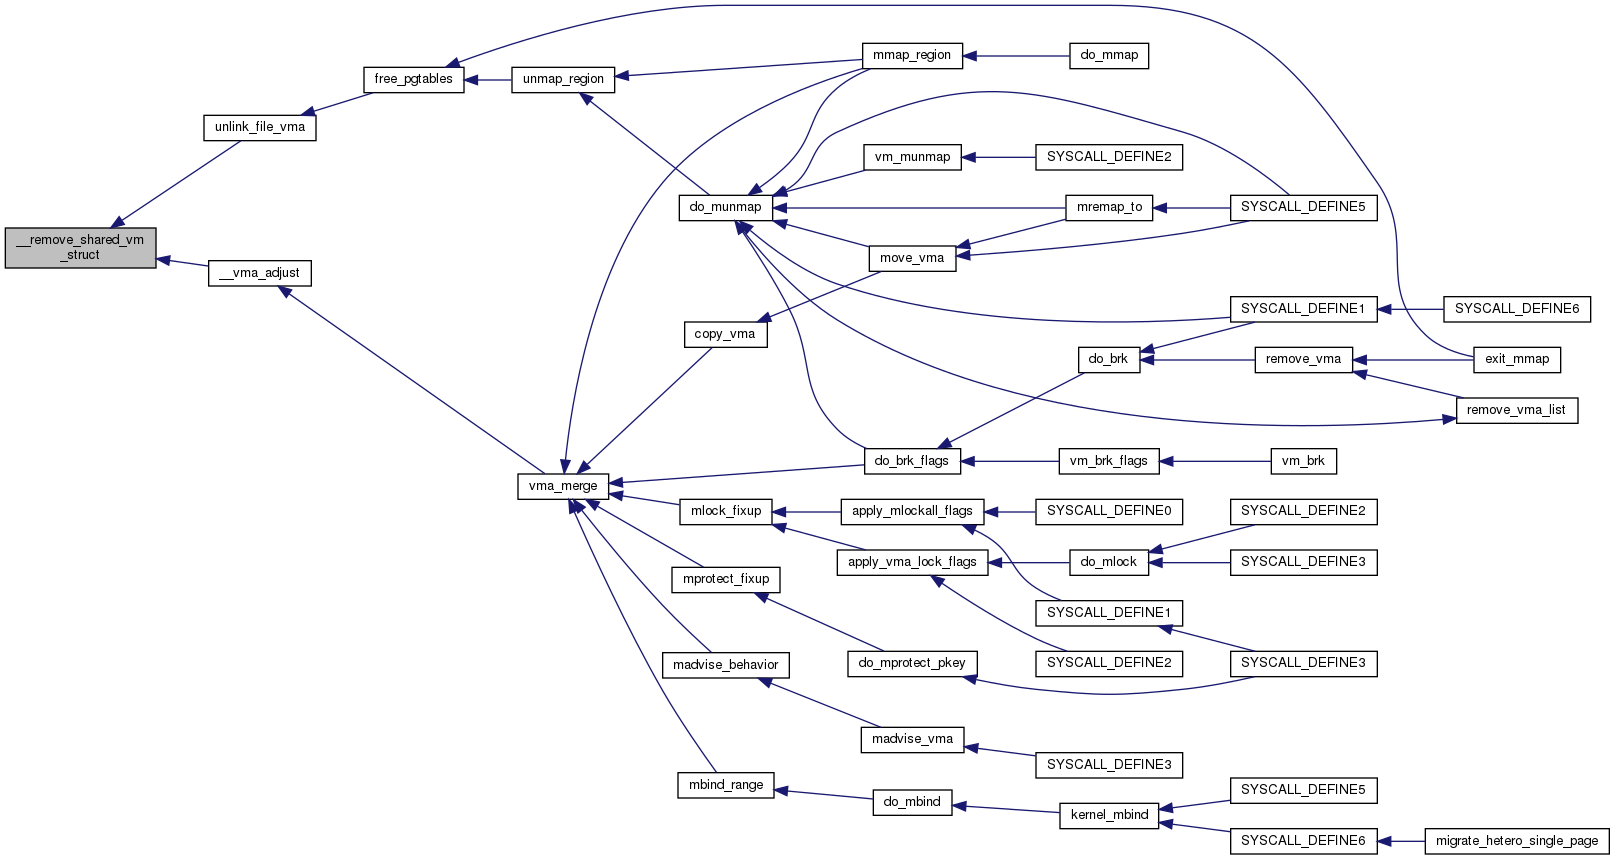 __remove_shared_vm
_struct
unlink_file_vma
__vma_adjust
free_pgtables
unmap_region
vma_merge
do_munmap
copy_vma
mlock_fixup
mprotect_fixup
madvise_behavior
mbind_range
mmap_region
vm_munmap
move_vma
do_brk_flags
apply_mlockall_flags
apply_vma_lock_flags
do_mprotect_pkey
madvise_vma
do_mbind
do_mmap
SYSCALL_DEFINE2
mremap_to
do_brk
vm_brk_flags
SYSCALL_DEFINE0
do_mlock
SYSCALL_DEFINE1
SYSCALL_DEFINE2
SYSCALL_DEFINE3
kernel_mbind
SYSCALL_DEFINE5
SYSCALL_DEFINE1
remove_vma
vm_brk
SYSCALL_DEFINE2
SYSCALL_DEFINE3
SYSCALL_DEFINE3
SYSCALL_DEFINE5
SYSCALL_DEFINE6
SYSCALL_DEFINE6
exit_mmap
remove_vma_list
migrate_hetero_single_page